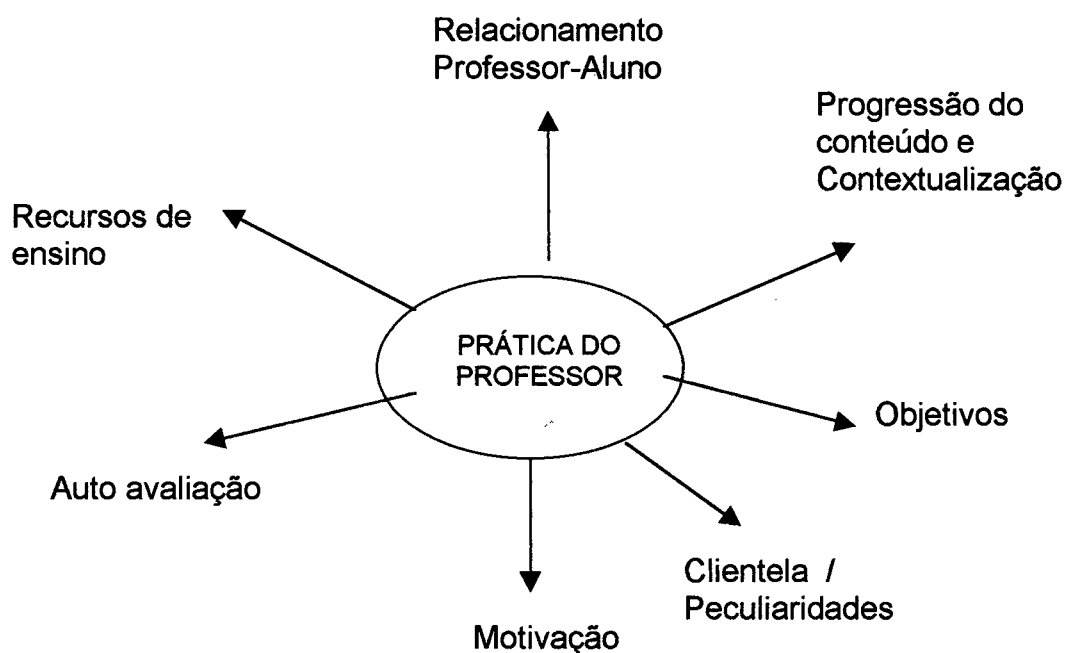 Relacionamento
Professor-Aluno
Progressão do
conteúdo e
Contextualização
Recursos de
ensino
PRÁTICA DO
PROFESSOR
Objetivos
Auto avaliação
Clientela /
Peculiaridades
Motivação